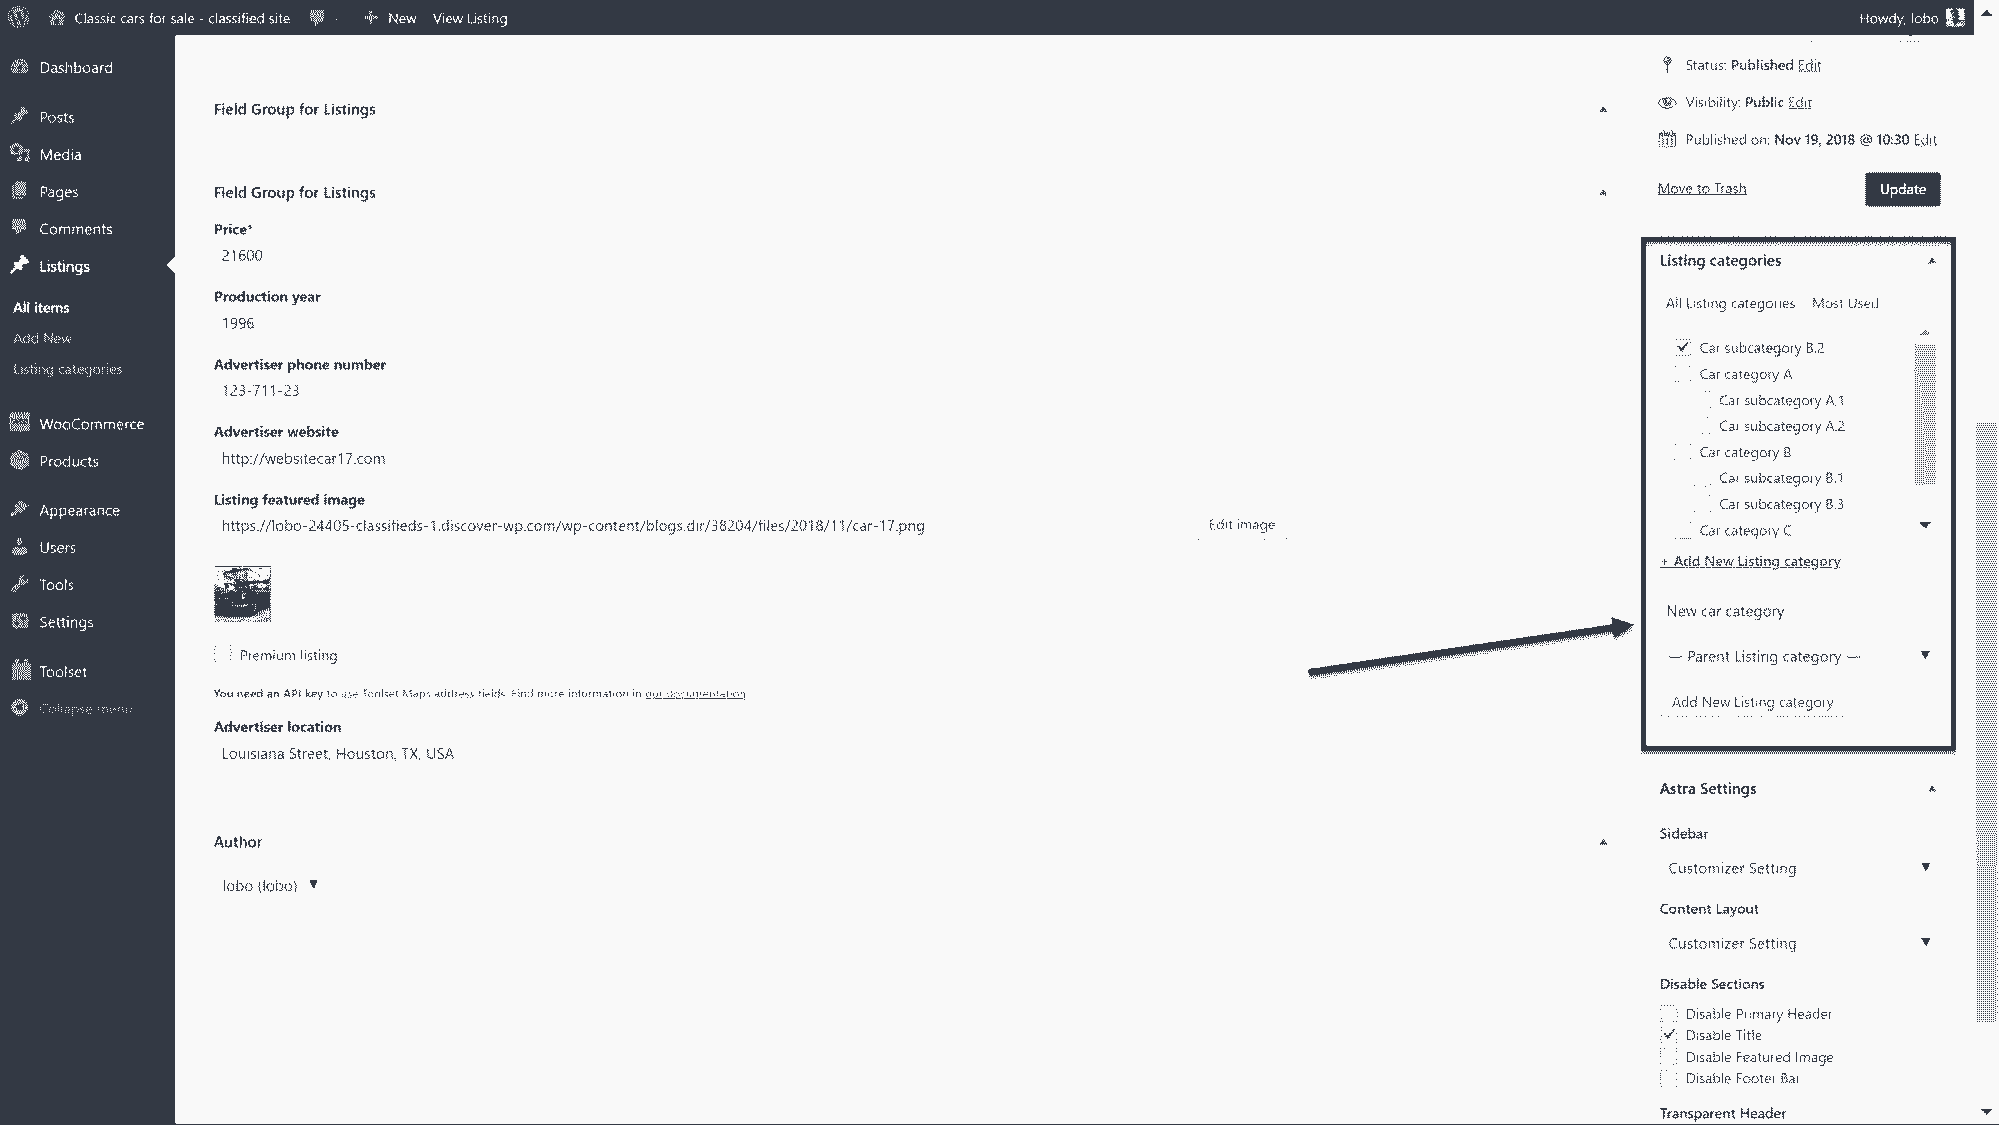 Classic cars for sale - classified site
New
View Listing
Howdy, lobo
Dashboard
Posts
Media
Pages
Comments
Listings
All items
Add New
Listing categories
WooCommerce
Products
Appearance
Users
Tools
Settings
Toolset
Collapse menu
Field Group for Listings
Field Group for Listings
Price*
21600
Production year
1996
Advertiser phone number
123-711-23
Advertiser website
http://websitecar17.com
Listing featured image
https://lobo-24405-classifieds-1.discover-wp.com/wp-content/blogs.dir/38204/files/2018/11/car-17.png
Edit image
Premium listing
You need an API key to use Toolset Maps address fields. Find more information in our documentation
Advertiser location
Louisiana Street, Houston, TX, USA
Author
lobo (lobo)
Status: Published Edit
Visibility: Public Edit
Published on: Nov 19, 2018 @ 10:30 Edit
Move to Trash
Update
Listing categories
All Listing categories
Most Used
Car subcategory B.2
Car category A
Car subcategory A.1
Car subcategory A.2
Car category B
Car subcategory B.1
Car subcategory B.3
Car category C
+ Add New Listing category
New car category
— Parent Listing category —
Add New Listing category
Astra Settings
Sidebar
Customizer Setting
Content Layout
Customizer Setting
Disable Sections
Disable Primary Header
Disable Title
Disable Featured Image
Disable Footer Bar
Transparent Header